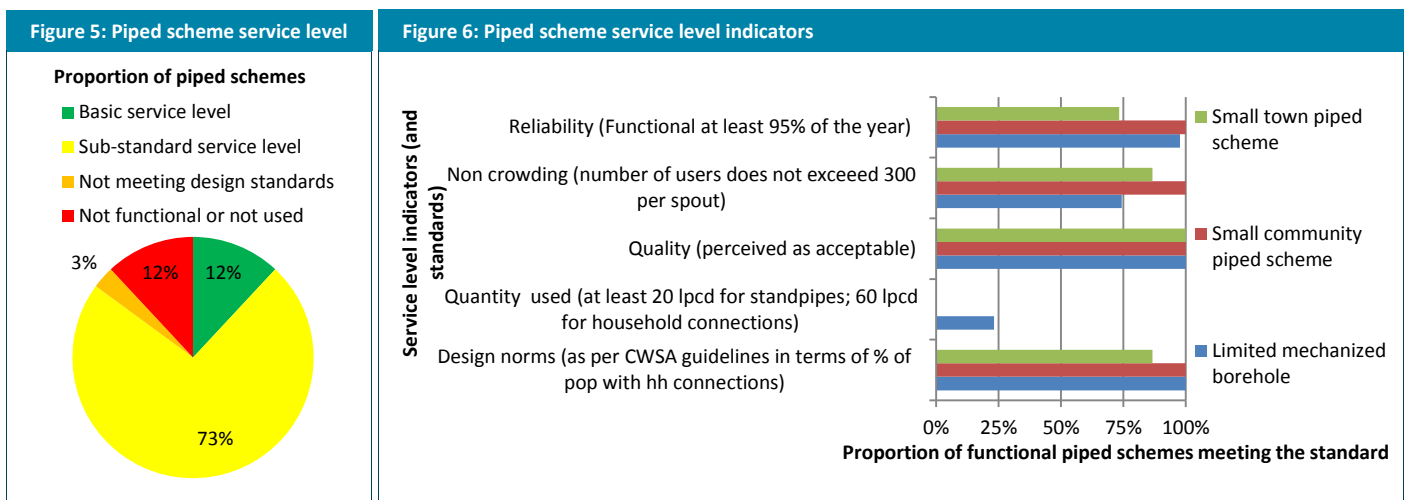 Figure 5: Piped scheme service level
Proportion of piped schemes
Basic service level
Sub-standard service level
Not meeting design standards
Not functional or not used
3%
12%
12%
73%
Figure 6: Piped scheme service level indicators
Service level indicators (and
standards)
Reliability (Functional at least 95% of the year)
Non crowding (number of users does not exceeed 300
per spout)
Quality (perceived as acceptable)
Quantity used (at least 20 lpcd for standpipes; 60 lpcd
for household connections)
Design norms (as per CWSA guidelines in terms of % of
pop with hh connections)
0%
25%
50%
75%
100%
Proportion of functional piped schemes meeting the standard
Small town piped
scheme
Small community
piped scheme
Limited mechanized
borehole